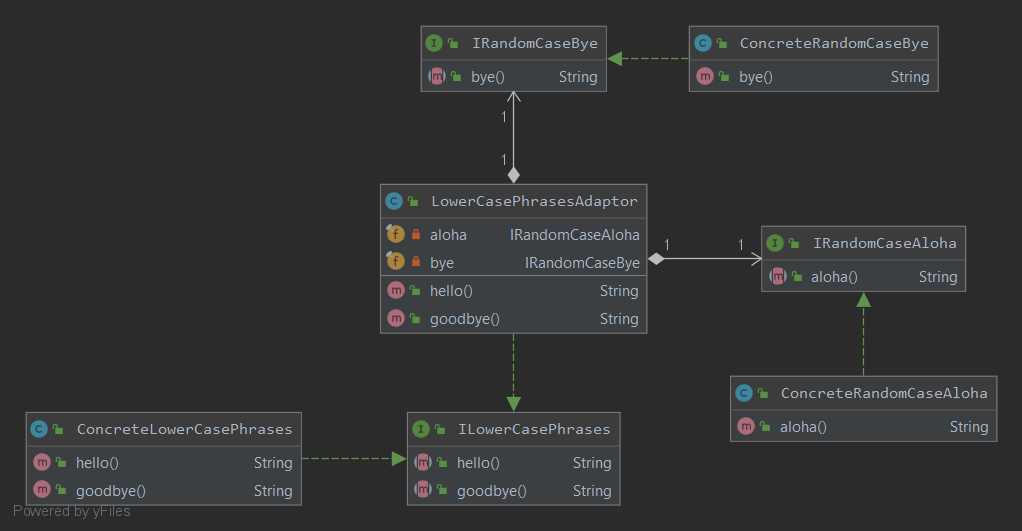 IRandomCaseBye
bye() String
ConcreteRandomCaseBye
bye() String
1
1
LowerCasePhrasesAdaptor
aloha IRandomCaseAloha
bye IRandomCaseBye
hello() String
goodbye() String
1 1
IRandomCaseAloha
aloha() String
ConcreteRandomCaseAloha
aloha() String
ConcreteLowerCasePhrases
hello() String
goodbye() String
ILowerCasePhrases
hello() String
goodbye() String
Powered by yFiles